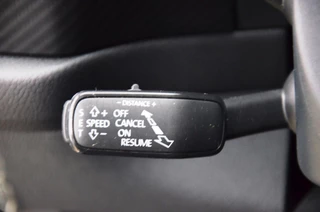 - DISTANCE +
S + OFF
E SPEED CANCEL
T - ON
RESUME